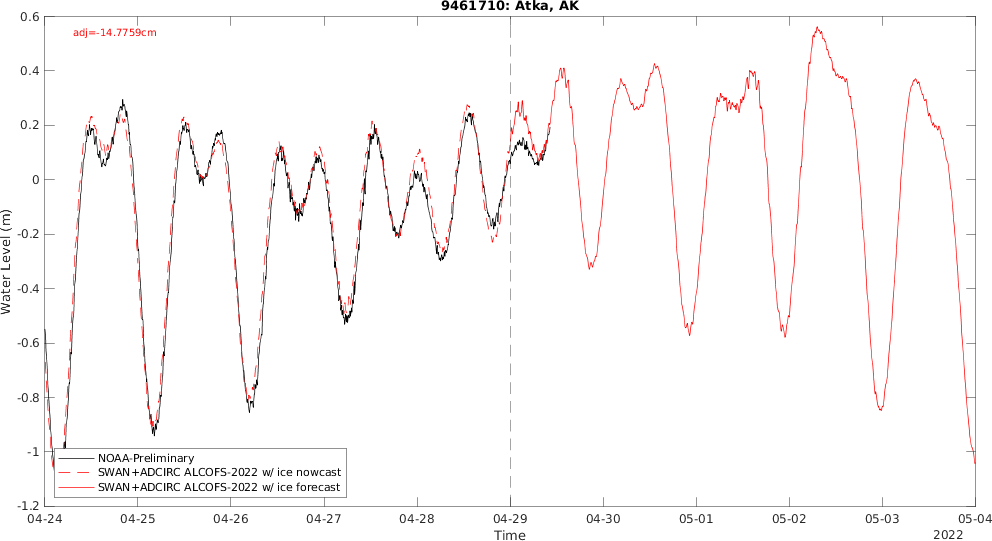 9461710: Atka, AK
adj=-14.7759cm
0.6
0.4
0.2
0
-0.2
-0.4
-0.6
-0.8
-1
-1.2
Water Level (m)
NOAA-Preliminary
SWAN+ADCIRC ALCOFS-2022 w/ ice nowcast
SWAN+ADCIRC ALCOFS-2022 w/ ice forecast
04-24 04-25 04-26 04-27 04-28 04-29 04-30 05-01 05-02 05-03 05-04
Time
2022